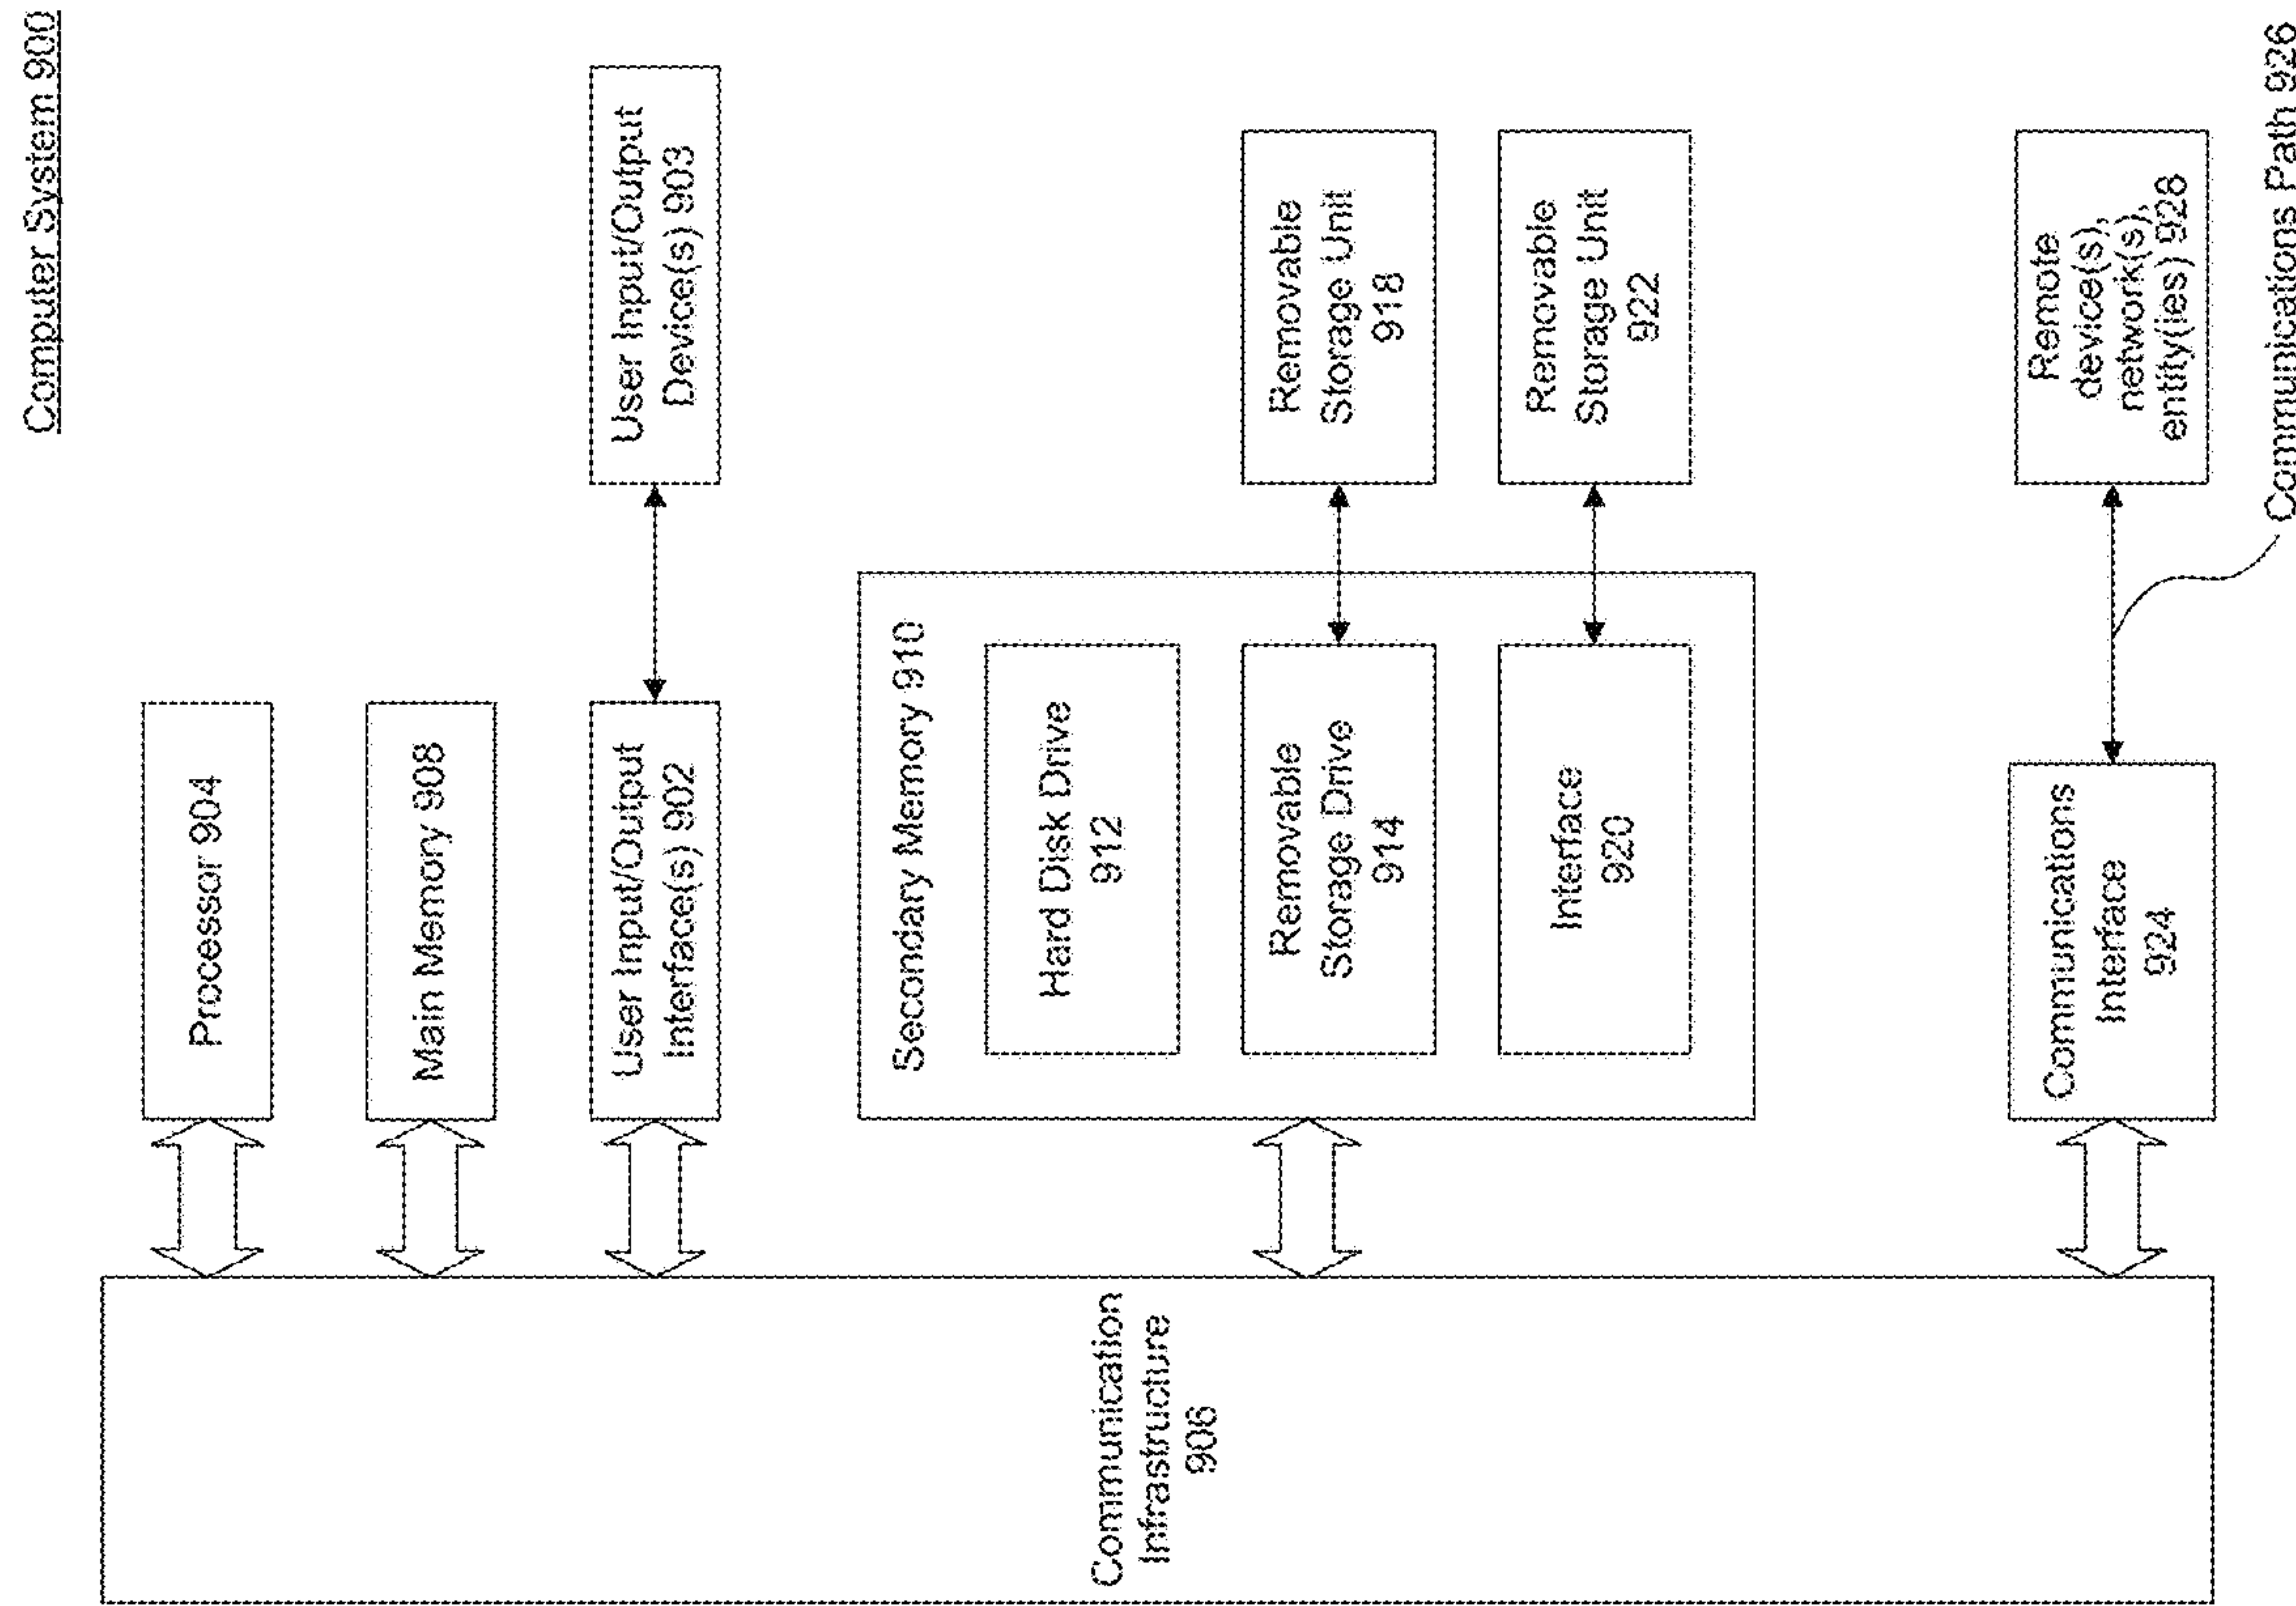 Computer System 900
Processor 904
Main Memory 908
User Input/Output
Interface(s) 902
User Input/Output
Device(s) 903
Secondary Memory 910
Hard Disk Drive
912
Removable
Storage Drive
914
Removable
Storage Unit
918
Interface
920
Removable
Storage Unit
922
Communication
Infrastructure
906
Communications
Interface
924
Remote
device(s),
network(s),
entity(ies) 928
Communications Path 926